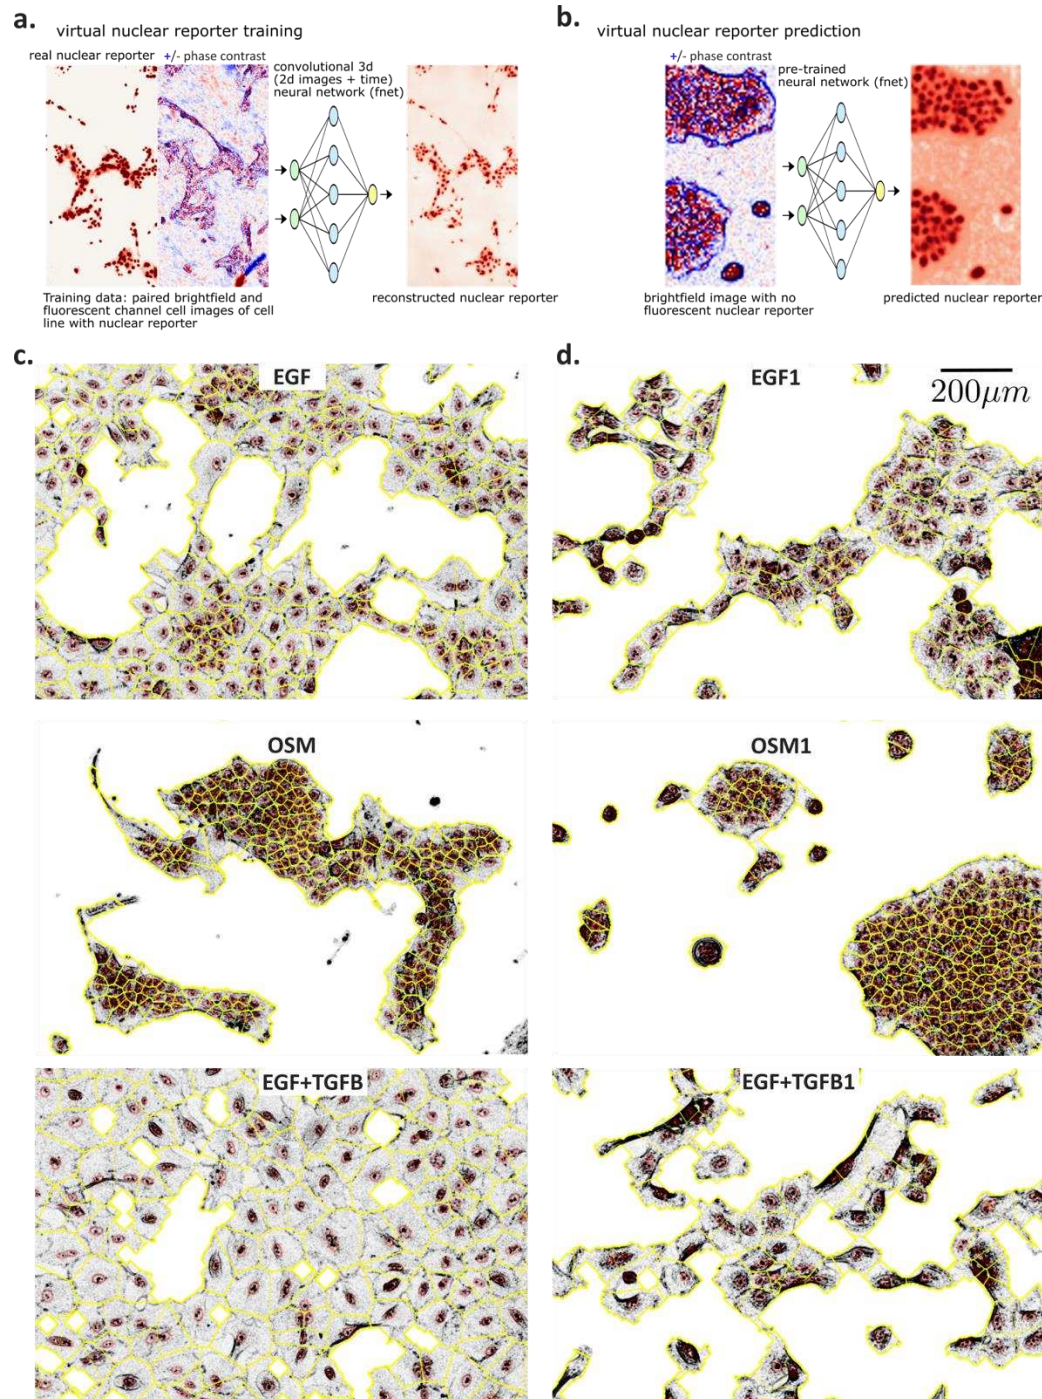 a.
virtual nuclear reporter training
real nuclear reporter
+/- phase contrast
convolutional 3d
(2d images + time)
neural network (fnet)
Training data: paired brightfield and
fluorescent channel cell images of cell
line with nuclear reporter
reconstructed nuclear reporter
b.
virtual nuclear reporter prediction
+/- phase contrast
pre-trained
neural network (fnet)
brightfield image with no
fluorescent nuclear reporter
predicted nuclear reporter
c.
EGF
OSM
EGF+TGFB
d.
EGF1
200μm
OSM1
EGF+TGFB1